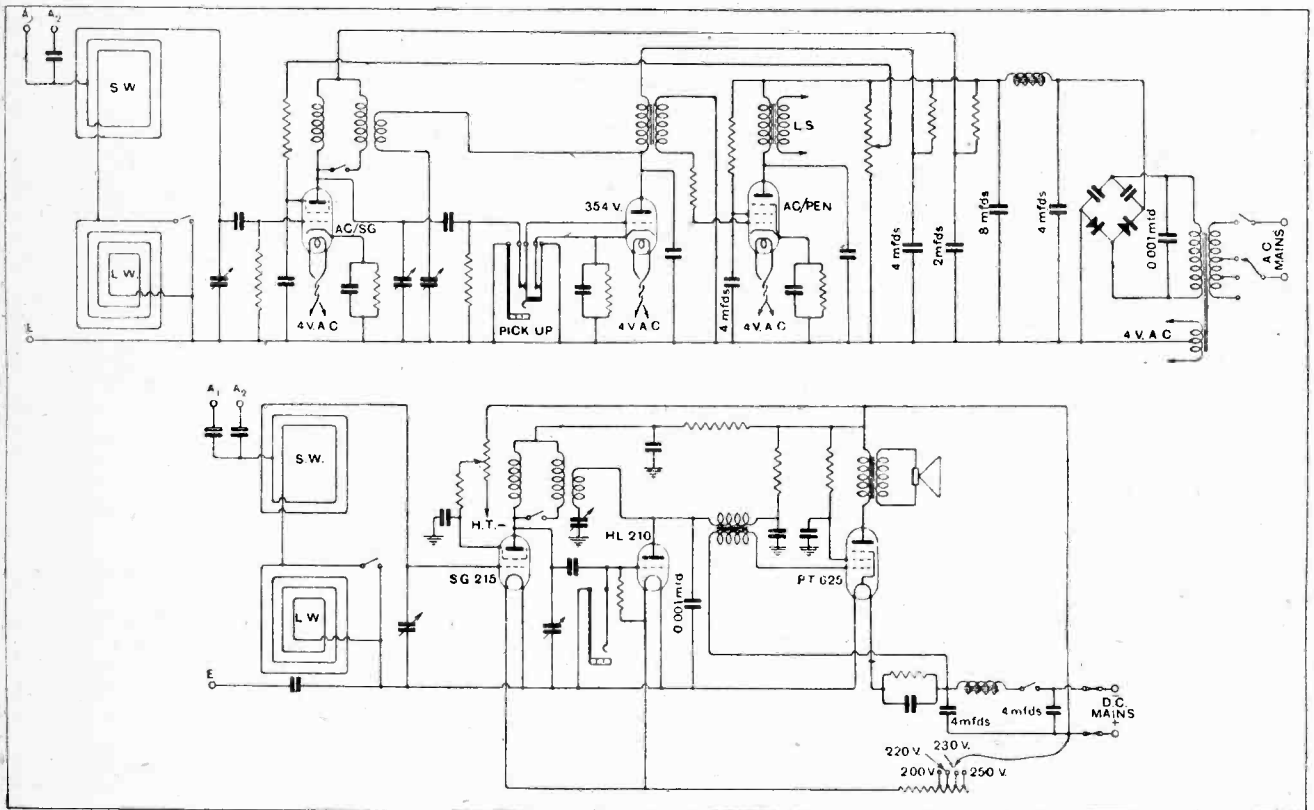 A₁ A₂
S.W.
L.W.
E
AC/SG
4 V. A C
PICK UP
354 V.
4 V. A C
4 mfds
AC/PEN
4 V. A C
L.S
4 mfds
2 mfds
8 mfds
4 mfds
0.001 mfd
A.C.
MAINS
4 V. A C
A₁ A₂
S.W.
L W
E
H.T.–
SG 215
HL 210
0.001 mfd
PT 625
4 mfds
4 mfds
D.C.
MAINS
+
220 V. 230 V.
200 V 250 V.